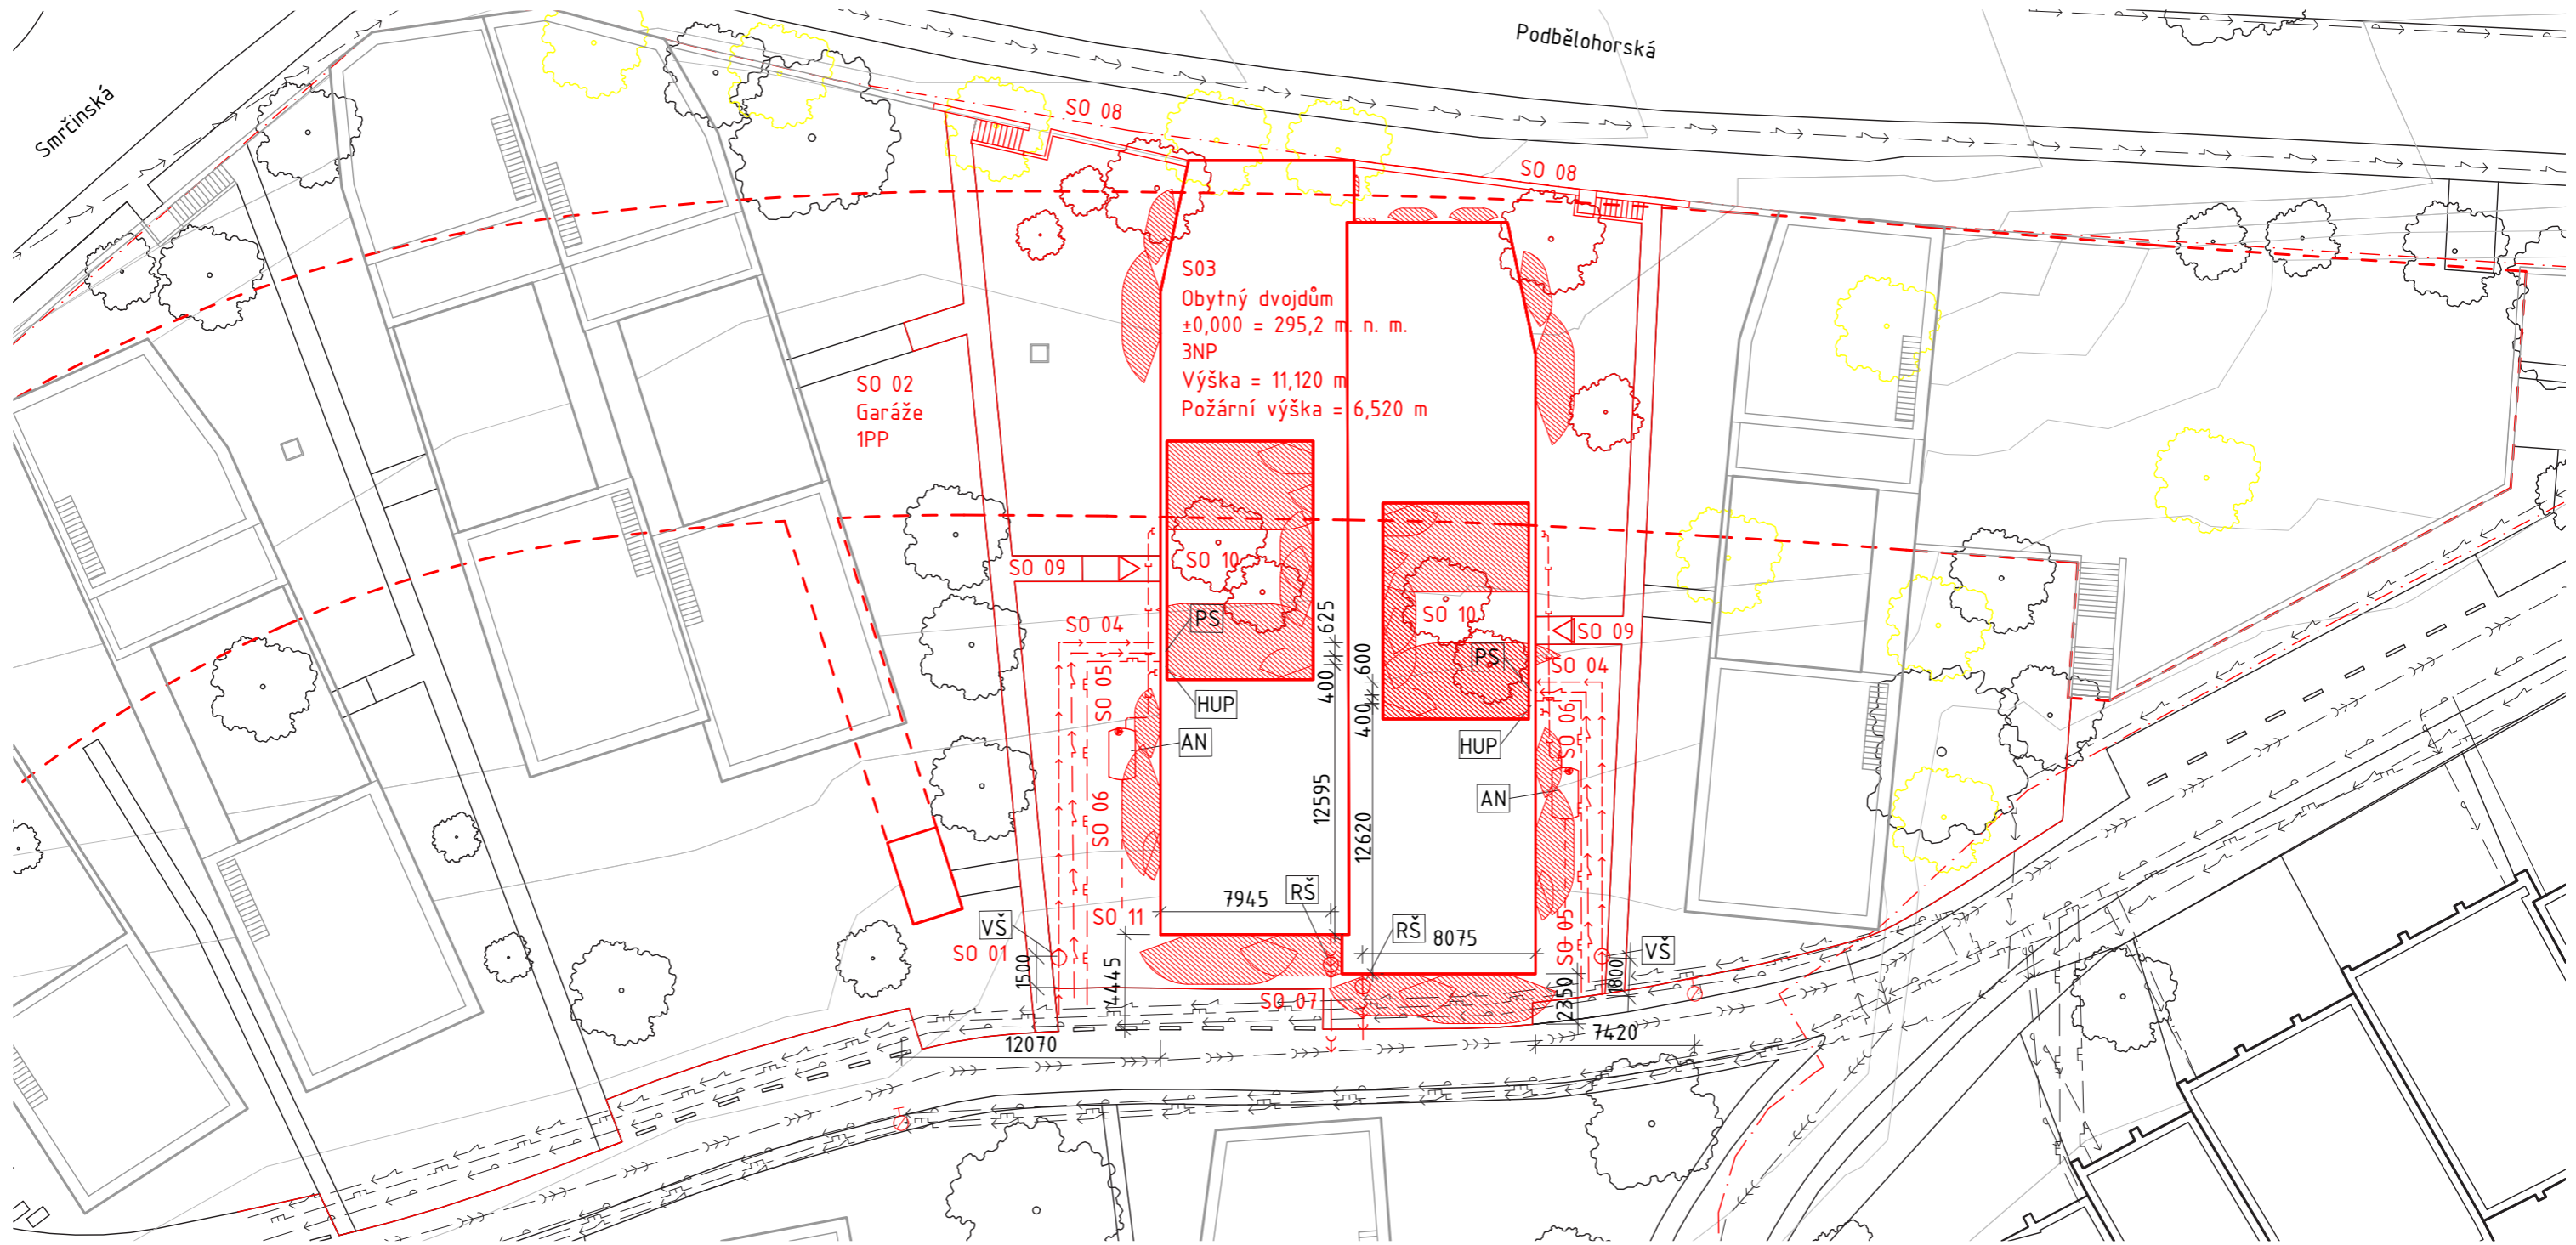 Smrčinská
Podbělohorská
SO 08
SO 08
S03
Obytný dvojdům
±0,000 = 295,2 m. n. m.
3NP
Výška = 11,120 m
Požární výška = 6,520 m
SO 02
Garáže
1PP
SO 09
SO 10
SO 10
SO 09
PS
PS
SO 04
SO 04
625
400
600
400
SO 05
SO 06
HUP
HUP
AN
AN
SO 06
SO 05
12595
12620
7945
8075
RŠ
RŠ
SO 11
VŠ
VŠ
SO 01
1500
4445
SO 07
2350
1800
12070
7420